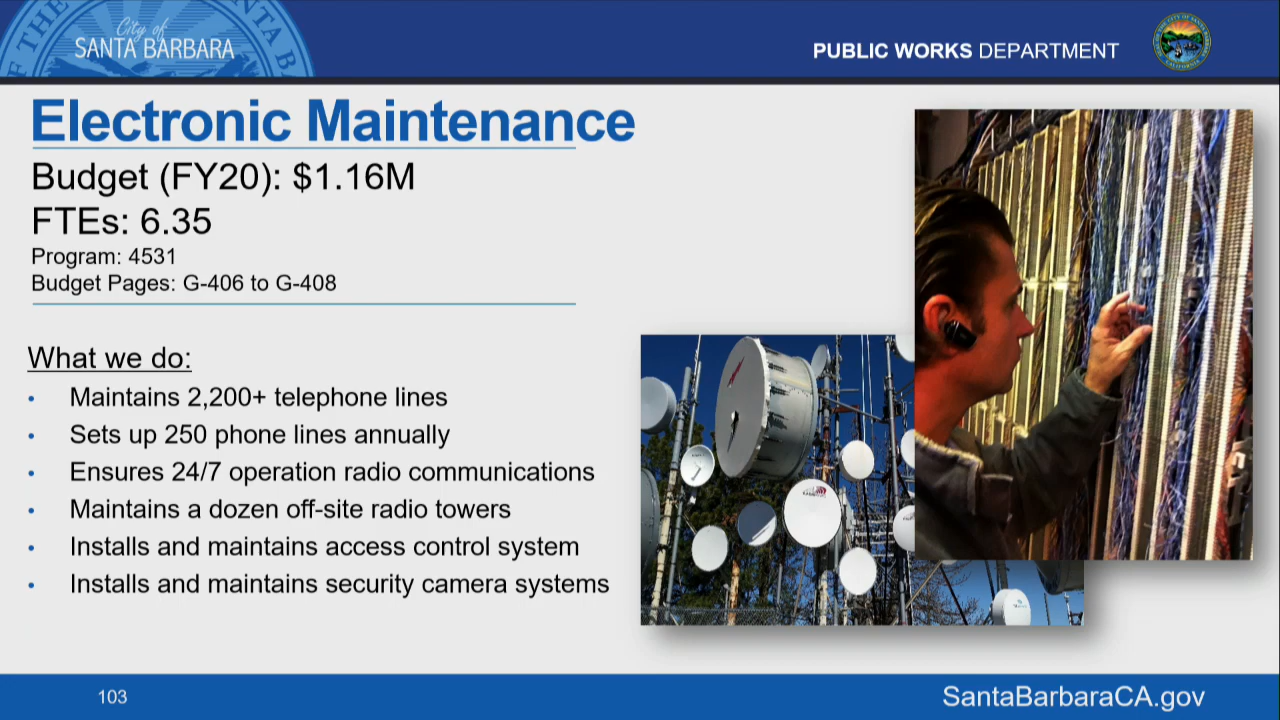 City of
SANTA BARBARA
PUBLIC WORKS DEPARTMENT
Electronic Maintenance
Budget (FY20): $1.16M
FTEs: 6.35
Program: 4531
Budget Pages: G-406 to G-408
What we do:
• Maintains 2,200+ telephone lines
• Sets up 250 phone lines annually
• Ensures 24/7 operation radio communications
• Maintains a dozen off-site radio towers
• Installs and maintains access control system
• Installs and maintains security camera systems
103
SantaBarbaraCA.gov